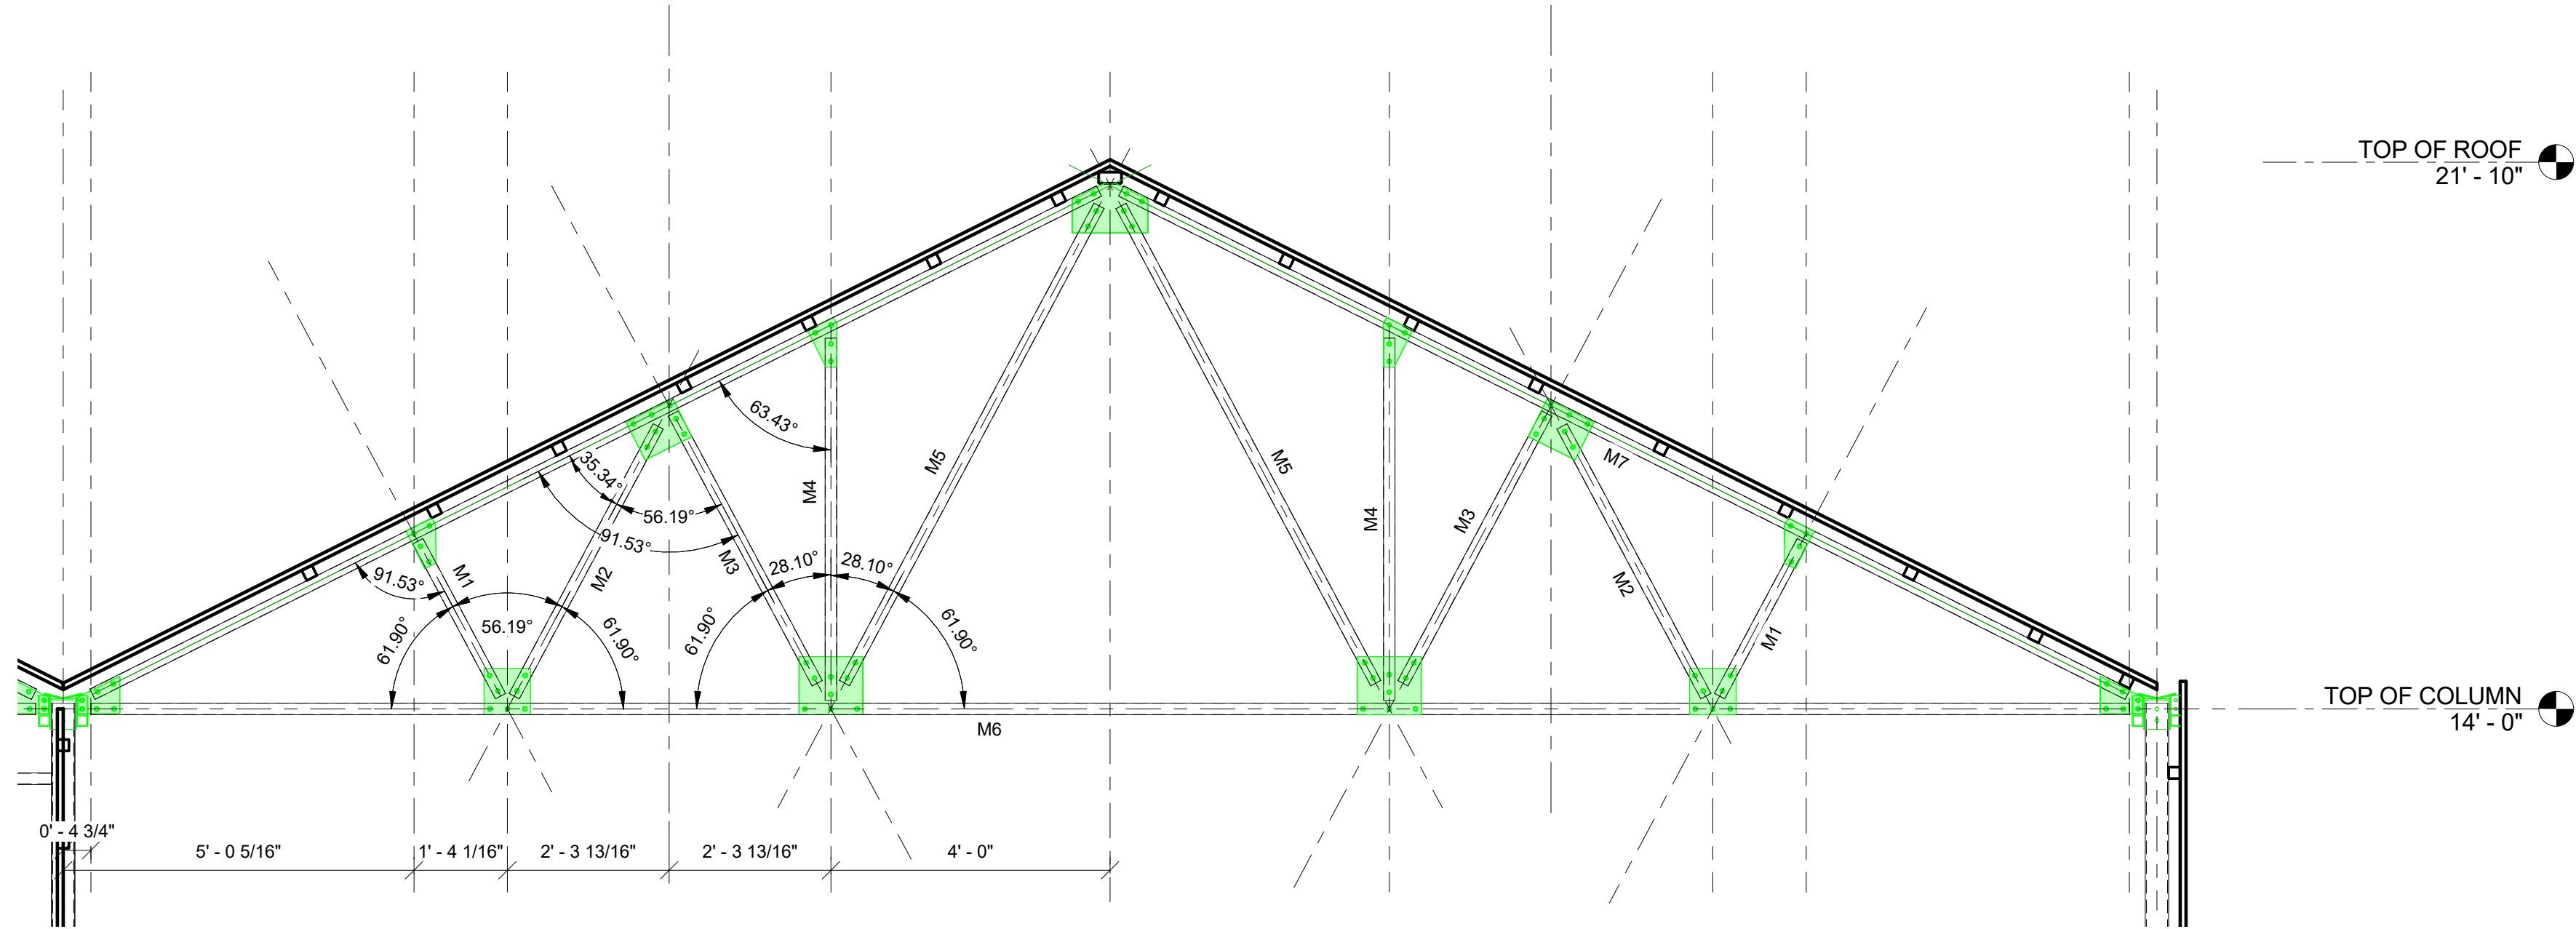 TOP OF ROOF
21' - 10"
63.43°
M5
M5
M7
35.34°
M4
56.19°
M4
M3
91.53°
M3
28.10°
28.10°
91.53°
M1
M2
M2
61.90°
56.19°
61.90°
61.90°
61.90°
M1
TOP OF COLUMN
14' - 0"
M6
0' - 4 3/4"
5' - 0 5/16"
1' - 4 1/16"
2' - 3 13/16"
2' - 3 13/16"
4' - 0"